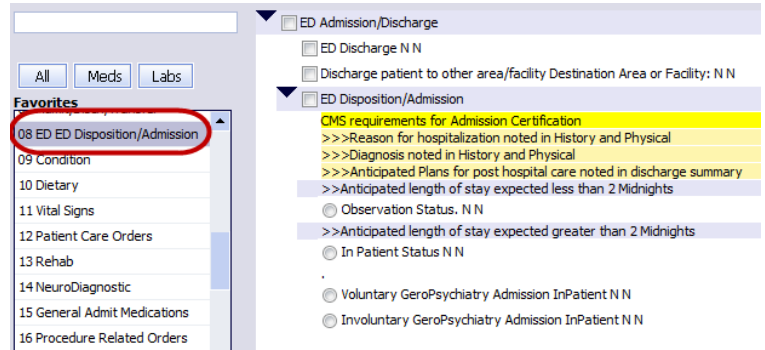 All Meds Labs
Favorites
08 ED ED Disposition/Admission
09 Condition
10 Dietary
11 Vital Signs
12 Patient Care Orders
13 Rehab
14 NeuroDiagnostic
15 General Admit Medications
16 Procedure Related Orders
ED Admission/Discharge
ED Discharge N N
Discharge patient to other area/facility Destination Area or Facility: N N
ED Disposition/Admission
CMS requirements for Admission Certification
>>>Reason for hospitalization noted in History and Physical
>>>Diagnosis noted in History and Physical
>>>Anticipated Plans for post hospital care noted in discharge summary
>>Anticipated length of stay expected less than 2 Midnights
Observation Status. N N
>>Anticipated length of stay expected greater than 2 Midnights
In Patient Status N N
.
Voluntary GeroPsychiatry Admission InPatient N N
Involuntary GeroPsychiatry Admission InPatient N N